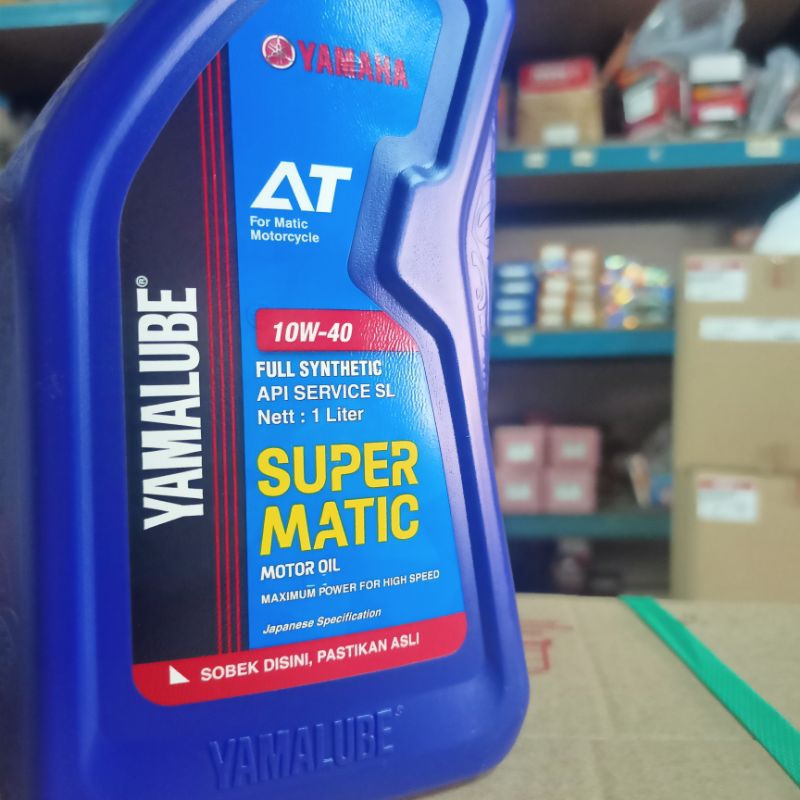 YAMAHA
AT
For Matic
Motorcycle
YAMALUBE®
10W-40
FULL SYNTHETIC
API SERVICE SL
Nett : 1 Liter
SUPER
MATIC
MOTOR OIL
MAXIMUM POWER FOR HIGH SPEED
Japanese Specification
SOBEK DISINI, PASTIKAN ASLI
YAMALUBE®